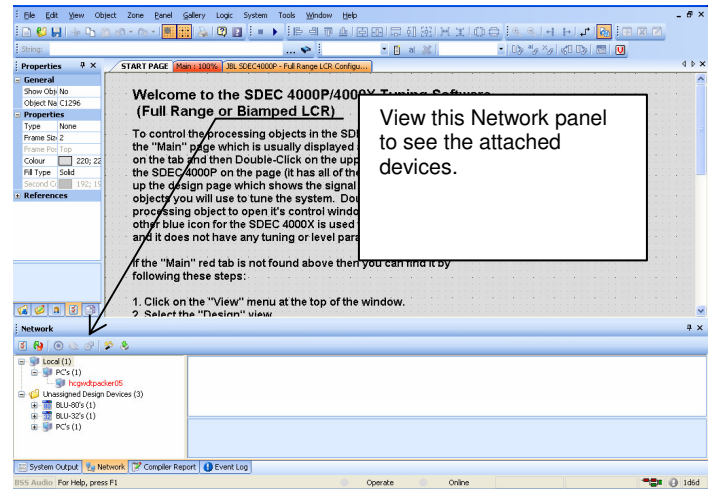 File Edit View Object Zone Panel Gallery Logic System Tools Window Help
String:
Properties
START PAGE Main : 100% JBL SDEC4000P - Full Range LCR Configu...
General
Show Obj No
Object Na C1296
Properties
Type None
Frame Siz 2
Frame Pos Top
Colour 220; 22
Fill Type Solid
Second Co 192; 19
References
Welcome to the SDEC 4000P/4000X Tuning Software
(Full Range or Biamped LCR)
To control the processing objects in the SD
the "Main" page which is usually displayed
on the tab and then Double-Click on the upp
the SDEC 4000P on the page (it has all of the
up the design page which shows the signal
objects you will use to tune the system. Dou
processing object to open it's control windo
other blue icon for the SDEC 4000X is used
and it does not have any tuning or level para
If the "Main" red tab is not found above then you can find it by
following these steps:
1. Click on the "View" menu at the top of the window.
2. Select the "Design" view.
View this Network panel
to see the attached
devices.
Network
Local (1)
PC's (1)
hcgwdtpacker05
Unassigned Design Devices (3)
BLU-80's (1)
BLU-32's (1)
PC's (1)
System Output Network Compiler Report Event Log
BSS Audio For Help, press F1 Operate Online 1d6d